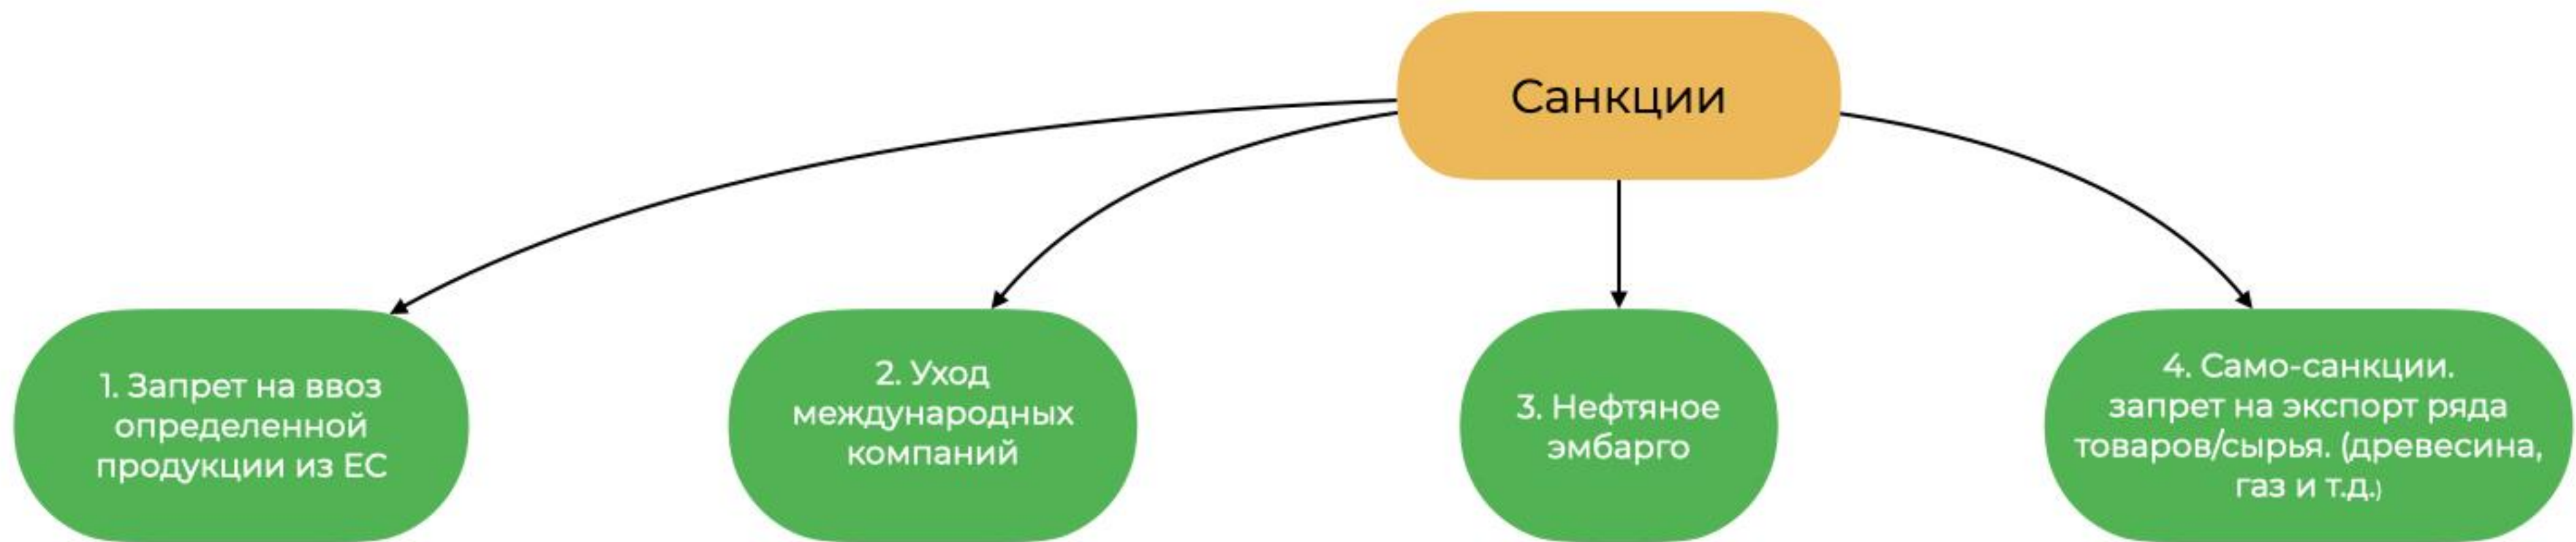 Санкции
1. Запрет на ввоз
определенной
продукции из ЕС
2. Уход
международных
компаний
3. Нефтяное
эмбарго
4. Само-санкции.
запрет на экспорт ряда
товаров/сырья. (древесина,
газ и т.д.)